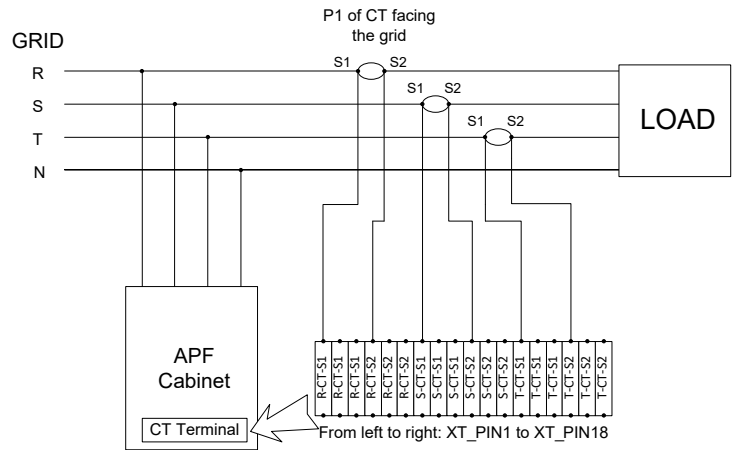 P1 of CT facing
the grid
GRID
R
S1 S2
S
S1 S2
T
S1 S2
N
LOAD
APF
Cabinet
CT Terminal
R-CT-S1
R-CT-S1
R-CT-S1
R-CT-S2
R-CT-S2
R-CT-S2
S-CT-S1
S-CT-S1
S-CT-S1
S-CT-S2
S-CT-S2
S-CT-S2
T-CT-S1
T-CT-S1
T-CT-S1
T-CT-S2
T-CT-S2
T-CT-S2
From left to right: XT_PIN1 to XT_PIN18